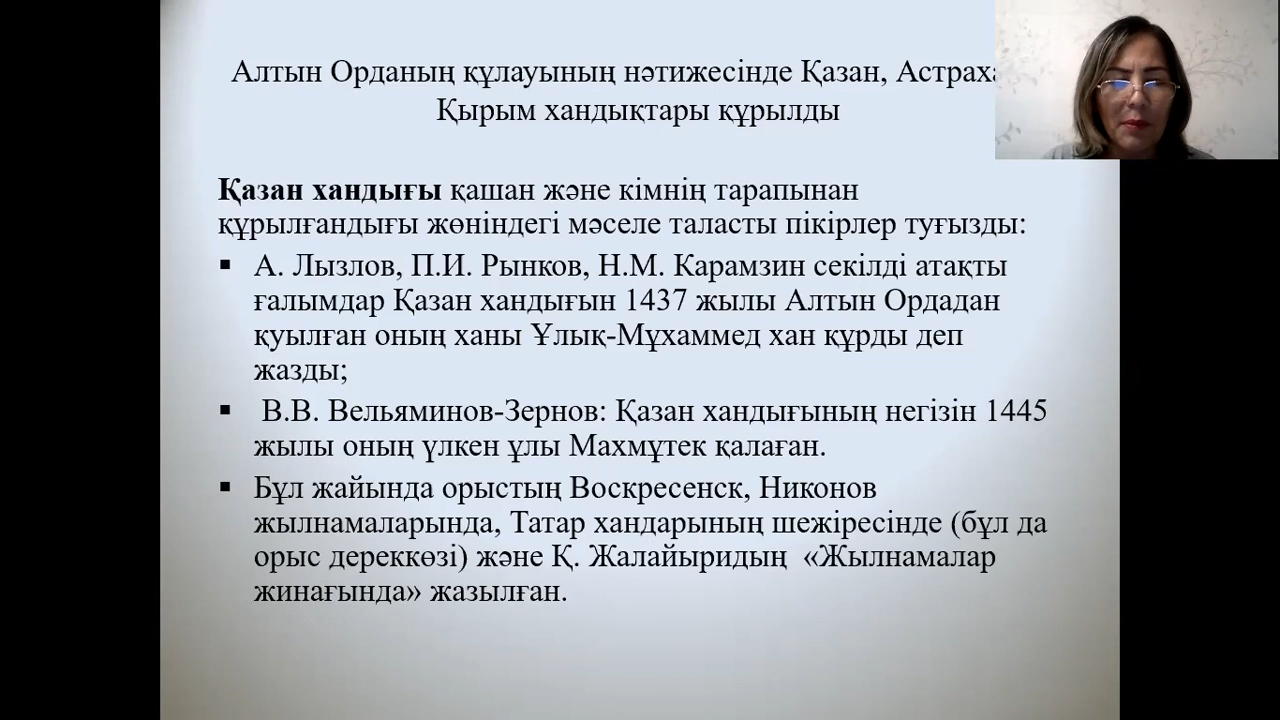 Алтын Орданың құлауының нәтижесінде Қазан,
Қырым хандықтары құрылды
Қазан хандығы қашан және кімнің тарапынан
құрылғандығы жөніндегі мәселе таласты пікірлер туғызды:
▪ А. Лызлов, П.И. Рынков, Н.М. Карамзин секілді атақты
ғалымдар Қазан хандығын 1437 жылы Алтын Ордадан
қуылған оның ханы Ұлық-Мұхаммед хан құрды деп
жазды;
▪ В.В. Вельяминов-Зернов: Қазан хандығының негізін 1445
жылы оның үлкен ұлы Махмұтек қалаған.
▪ Бұл жайында орыстың Воскресенск, Никонов
жылнамаларында, Татар хандарының шежіресінде (бұл да
орыс дереккөзі) және Қ. Жалайыридың «Жылнамалар
жинағында» жазылған.